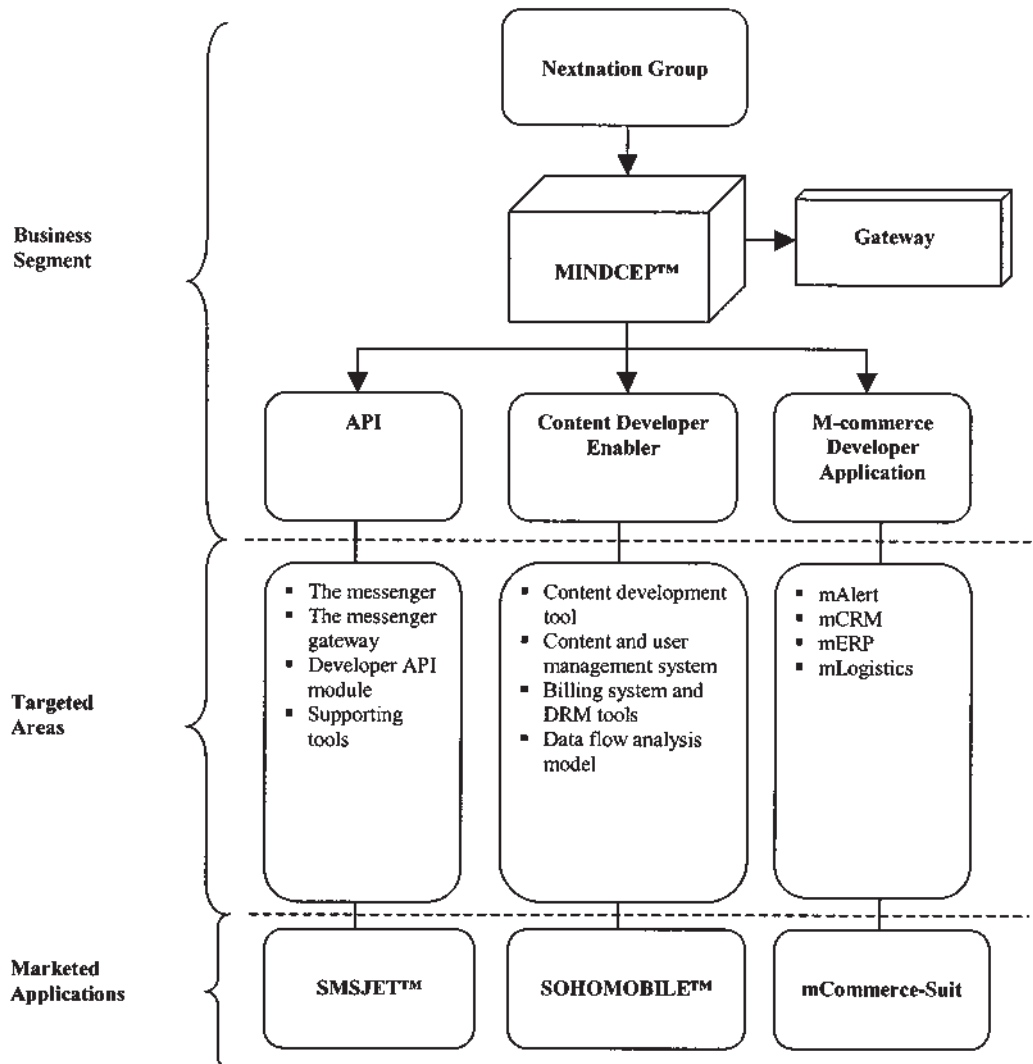 Nextnation Group
Business
Segment
MINDCEP™
Gateway
API
Content Developer
Enabler
M-commerce
Developer
Application
Targeted
Areas
▪ The messenger
▪ The messenger
gateway
▪ Developer API
module
▪ Supporting
tools
▪ Content development
tool
▪ Content and user
management system
▪ Billing system and
DRM tools
▪ Data flow analysis
model
▪ mAlert
▪ mCRM
▪ mERP
▪ mLogistics
Marketed
Applications
SMSJET™
SOHOMOBILE™
mCommerce-Suit